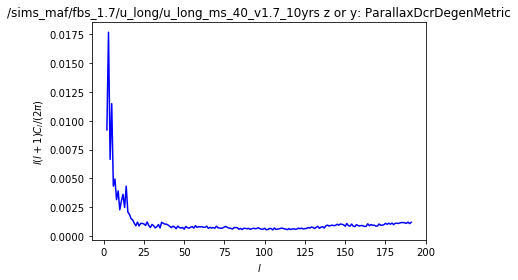 /sims_maf/fbs_1.7/u_long/u_long_ms_40_v1.7_10yrs z or y: ParallaxDcrDegenMetric
0.0175
0.0150
0.0125
0.0100
0.0075
0.0050
0.0025
0.0000
l(l + 1)C_l/(2π)
0 25 50 75 100 125 150 175 200
l